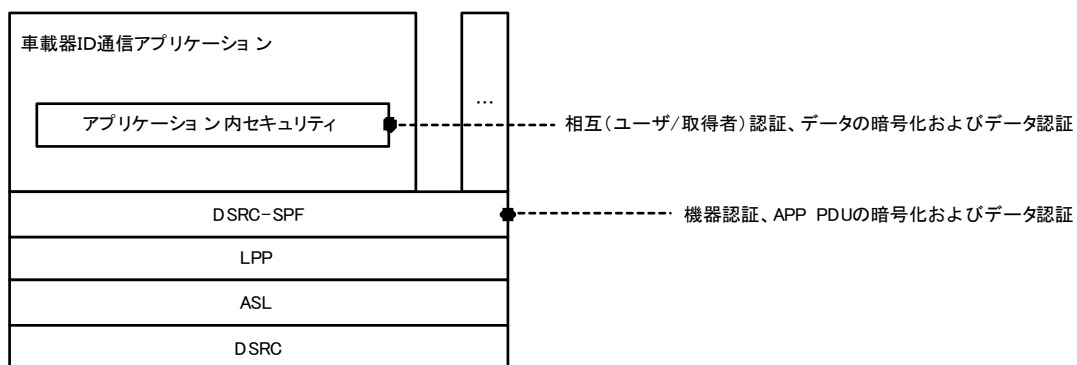 車載器ID通信アプリケーション
…
アプリケーション内セキュリティ
相互（ユーザ/取得者）認証、データの暗号化およびデータ認証
DSRC-SPF
機器認証、APP PDUの暗号化およびデータ認証
LPP
ASL
DSRC